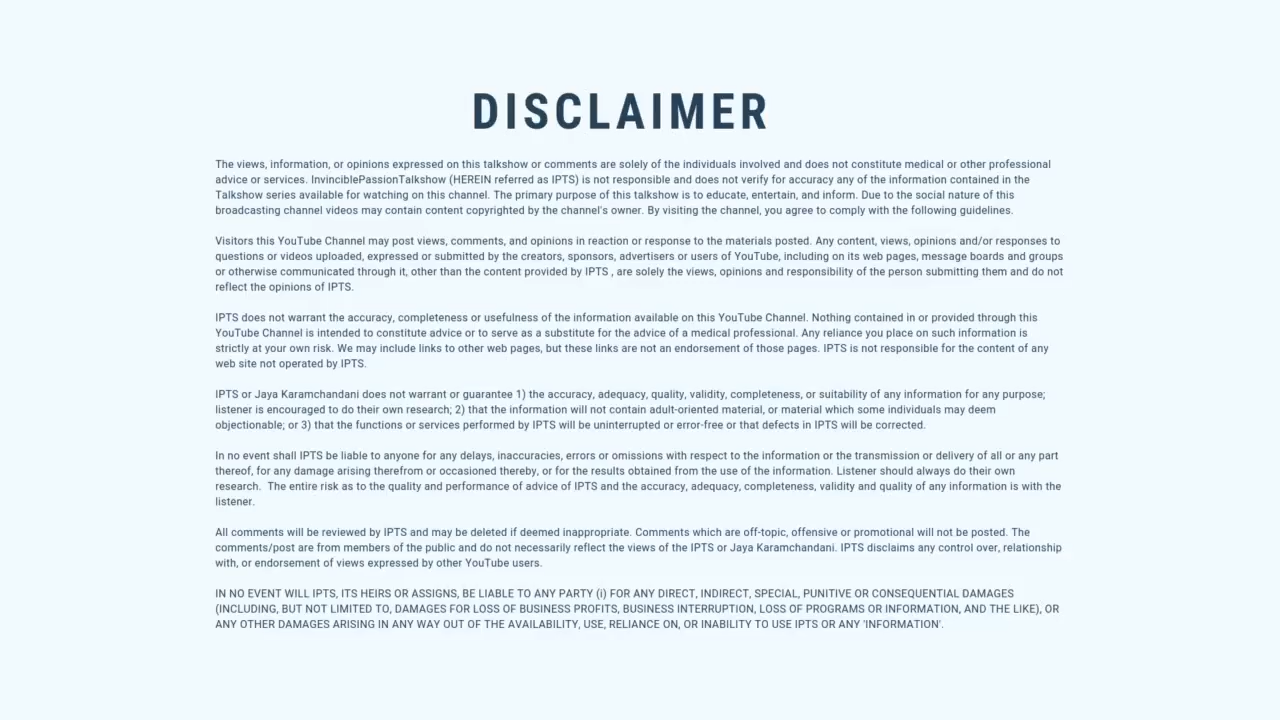 DISCLAIMER
The views, information, or opinions expressed on this talkshow or comments are solely of the individuals involved and does not constitute medical or other professional
advice or services. InvinciblePassionTalkshow (HEREIN referred as IPTS) is not responsible and does not verify for accuracy any of the information contained in the
Talkshow series available for watching on this channel. The primary purpose of this talkshow is to educate, entertain, and inform. Due to the social nature of this
broadcasting channel videos may contain content copyrighted by the channel's owner. By visiting the channel, you agree to comply with the following guidelines.
Visitors this YouTube Channel may post views, comments, and opinions in reaction or response to the materials posted. Any content, views, opinions and/or responses to
questions or videos uploaded, expressed or submitted by the creators, sponsors, advertisers or users of YouTube, including on its web pages, message boards and groups
or otherwise communicated through it, other than the content provided by IPTS , are solely the views, opinions and responsibility of the person submitting them and do not
reflect the opinions of IPTS.
IPTS does not warrant the accuracy, completeness or usefulness of the information available on this YouTube Channel. Nothing contained in or provided through this
YouTube Channel is intended to constitute advice or to serve as a substitute for the advice of a medical professional. Any reliance you place on such information is
strictly at your own risk. We may include links to other web pages, but these links are not an endorsement of those pages. IPTS is not responsible for the content of any
web site not operated by IPTS.
IPTS or Jaya Karamchandani does not warrant or guarantee 1) the accuracy, adequacy, quality, validity, completeness, or suitability of any information for any purpose;
listener is encouraged to do their own research; 2) that the information will not contain adult-oriented material, or material which some individuals may deem
objectionable; or 3) that the functions or services performed by IPTS will be uninterrupted or error-free or that defects in IPTS will be corrected.
In no event shall IPTS be liable to anyone for any delays, inaccuracies, errors or omissions with respect to the information or the transmission or delivery of all or any part
thereof, for any damage arising therefrom or occasioned thereby, or for the results obtained from the use of the information. Listener should always do their own
research.  The entire risk as to the quality and performance of advice of IPTS and the accuracy, adequacy, completeness, validity and quality of any information is with the
listener.
All comments will be reviewed by IPTS and may be deleted if deemed inappropriate. Comments which are off-topic, offensive or promotional will not be posted. The
comments/post are from members of the public and do not necessarily reflect the views of the IPTS or Jaya Karamchandani. IPTS disclaims any control over, relationship
with, or endorsement of views expressed by other YouTube users.
IN NO EVENT WILL IPTS, ITS HEIRS OR ASSIGNS, BE LIABLE TO ANY PARTY (i) FOR ANY DIRECT, INDIRECT, SPECIAL, PUNITIVE OR CONSEQUENTIAL DAMAGES
(INCLUDING, BUT NOT LIMITED TO, DAMAGES FOR LOSS OF BUSINESS PROFITS, BUSINESS INTERRUPTION, LOSS OF PROGRAMS OR INFORMATION, AND THE LIKE), OR
ANY OTHER DAMAGES ARISING IN ANY WAY OUT OF THE AVAILABILITY, USE, RELIANCE ON, OR INABILITY TO USE IPTS OR ANY 'INFORMATION'.